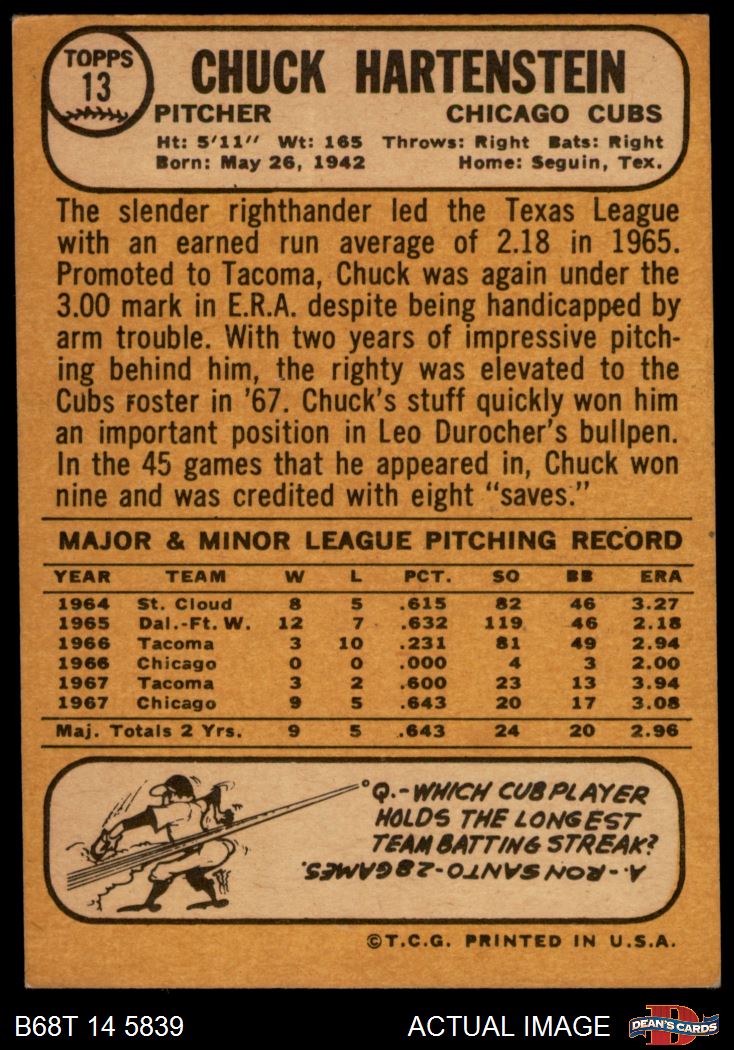 TOPPS
13
CHUCK HARTENSTEIN
PITCHER CHICAGO CUBS
Ht: 5'11" Wt: 165 Throws: Right Bats: Right
Born: May 26, 1942 Home: Seguin, Tex.
The slender righthander led the Texas League
with an earned run average of 2.18 in 1965.
Promoted to Tacoma, Chuck was again under the
3.00 mark in E.R.A. despite being handicapped by
arm trouble. With two years of impressive pitch-
ing behind him, the righty was elevated to the
Cubs roster in '67. Chuck's stuff quickly won him
an important position in Leo Durocher's bullpen.
In the 45 games that he appeared in, Chuck won
nine and was credited with eight "saves."
MAJOR & MINOR LEAGUE PITCHING RECORD
YEAR TEAM W L PCT. SO BB ERA
1964 St. Cloud 8 5 .615 82 46 3.27
1965 Dal.-Ft. W. 12 7 .632 119 46 2.18
1966 Tacoma 3 10 .231 81 49 2.94
1966 Chicago 0 0 .000 4 3 2.00
1967 Tacoma 3 2 .600 23 13 3.94
1967 Chicago 9 5 .643 20 17 3.08
Maj. Totals 2 Yrs. 9 5 .643 24 20 2.96
Q.-WHICH CUB PLAYER
HOLDS THE LONGEST
TEAM BATTING STREAK?
A.-RON SANTO-28 GAMES.
©T.C.G. PRINTED IN U.S.A.
B68T 14 5839 ACTUAL IMAGE DEAN'S CARDS